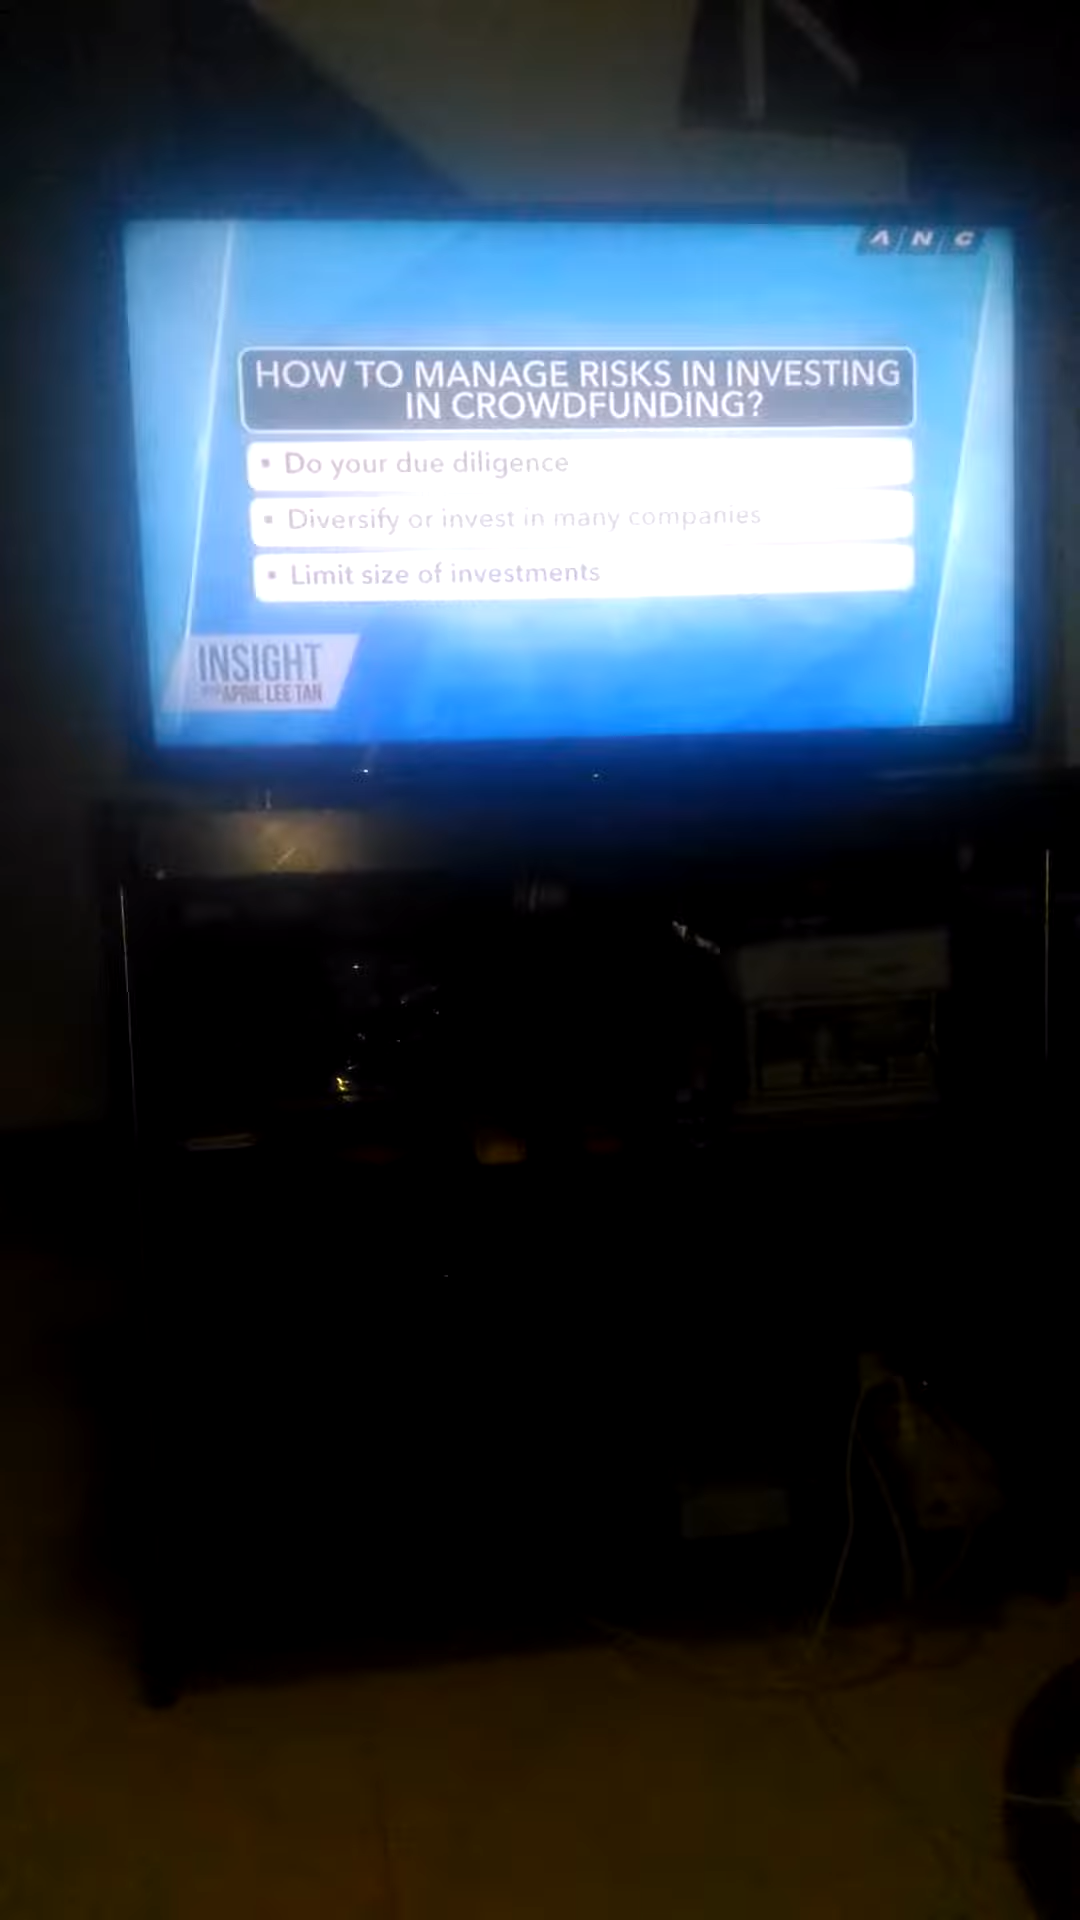 ANC
HOW TO MANAGE RISKS IN INVESTING
IN CROWDFUNDING?
• Do your due diligence
• Diversify or invest in many companies
• Limit size of investments
INSIGHT
APRIL LEE TAN